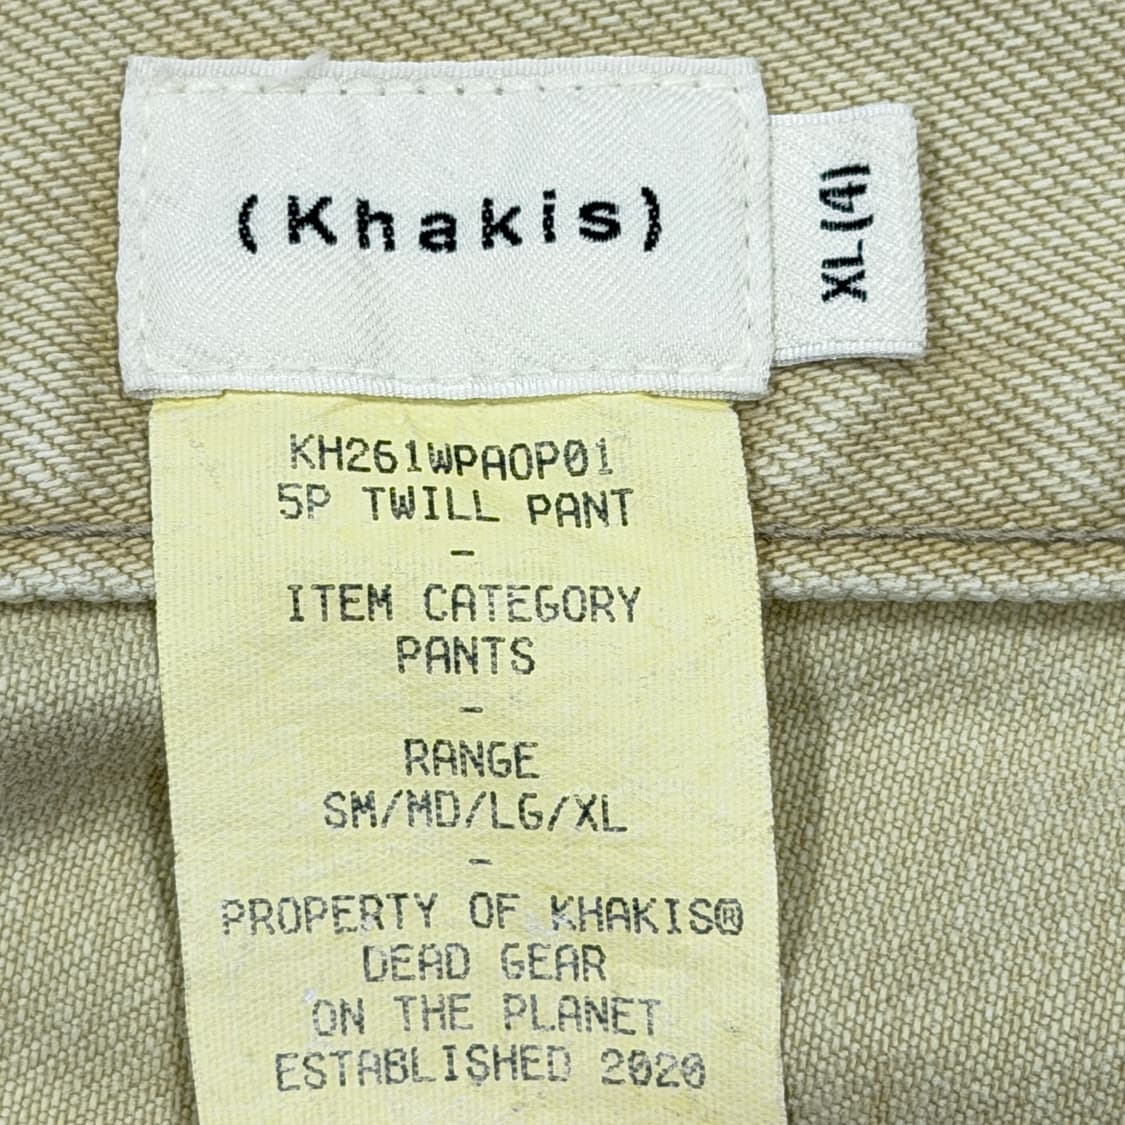 (Khakis)
XL(4)
KH261WPAOP01
5P TWILL PANT
-
ITEM CATEGORY
PANTS
-
RANGE
SM/MD/LG/XL
-
PROPERTY OF KHAKIS®
DEAD GEAR
ON THE PLANET
ESTABLISHED 2020